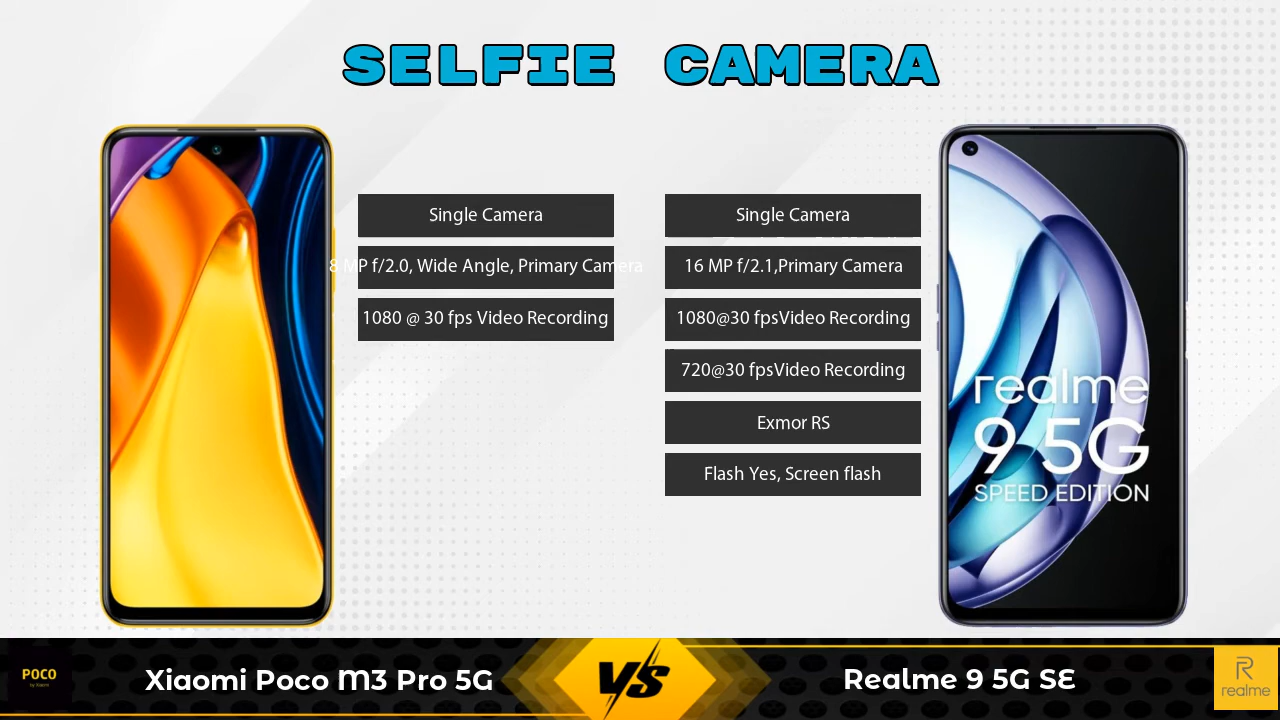 SELFIE CAMERA
Single Camera
8 MP f/2.0, Wide Angle, Primary Camera
1080 @ 30 fps Video Recording
Single Camera
16 MP f/2.1,Primary Camera
1080@30 fpsVideo Recording
720@30 fpsVideo Recording
Exmor RS
Flash Yes, Screen flash
realme
9 5G
SPEED EDITION
POCO
by Xiaomi
Xiaomi Poco M3 Pro 5G
VS
Realme 9 5G SE
R
realme